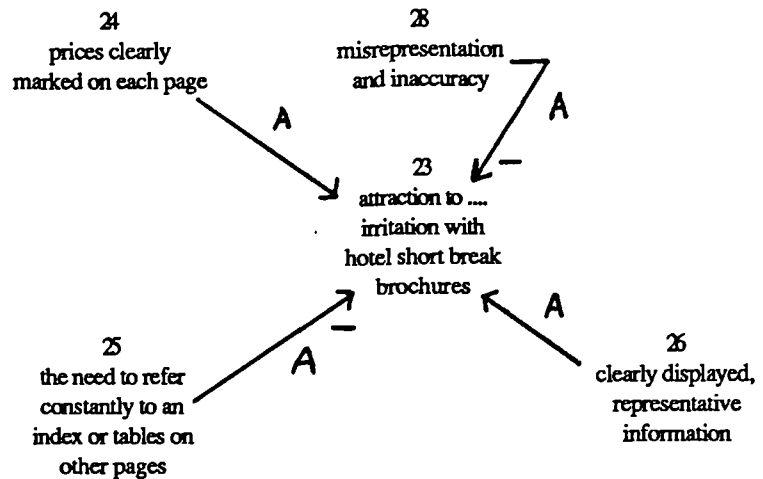 24
prices clearly
marked on each page
28
misrepresentation
and inaccuracy
A
A
–
23
attraction to ....
irritation with
hotel short break
brochures
A
–
A
25
the need to refer
constantly to an
index or tables on
other pages
26
clearly displayed,
representative
information